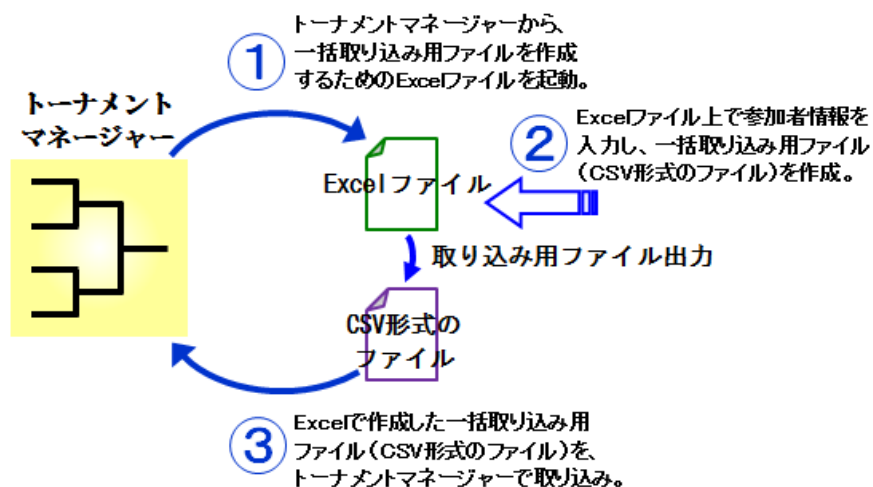 トーナメントマネージャーから、
① 一括取り込み用ファイルを作成
するためのExcelファイルを起動。
トーナメント
マネージャー
Excelファイル上で参加者情報を
② 入力し、一括取り込み用ファイル
（CSV形式のファイル）を作成。
Excelファイル
取り込み用ファイル出力
CSV形式の
ファイル
Excelで作成した一括取り込み用
③ ファイル（CSV形式のファイル）を、
トーナメントマネージャーで取り込み。